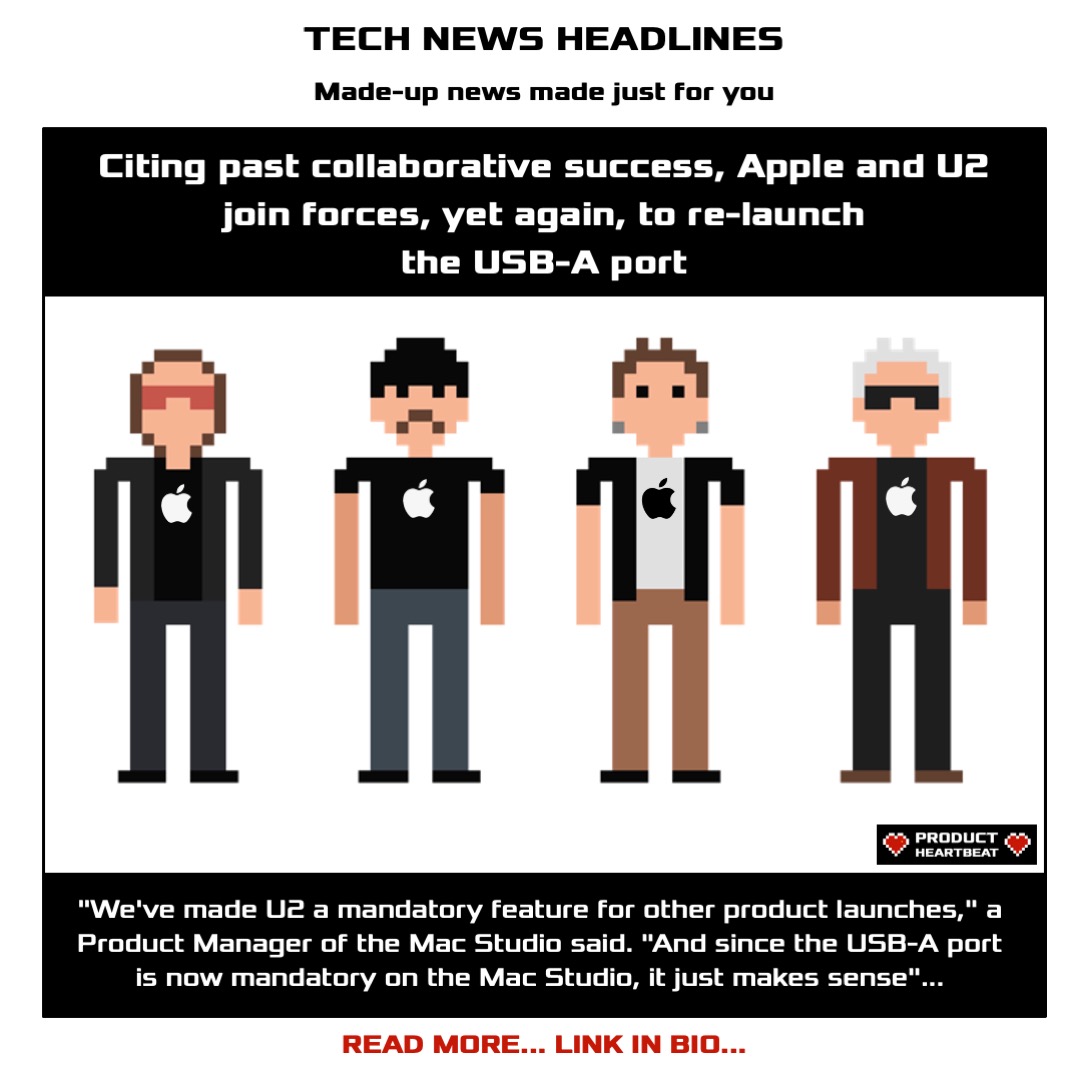 TECH NEWS HEADLINES
Made-up news made just for you
Citing past collaborative success, Apple and U2
join forces, yet again, to re-launch
the USB-A port
PRODUCT
HEARTBEAT
"We've made U2 a mandatory feature for other product launches," a
Product Manager of the Mac Studio said. "And since the USB-A port
is now mandatory on the Mac Studio, it just makes sense"...
READ MORE... LINK IN BIO...